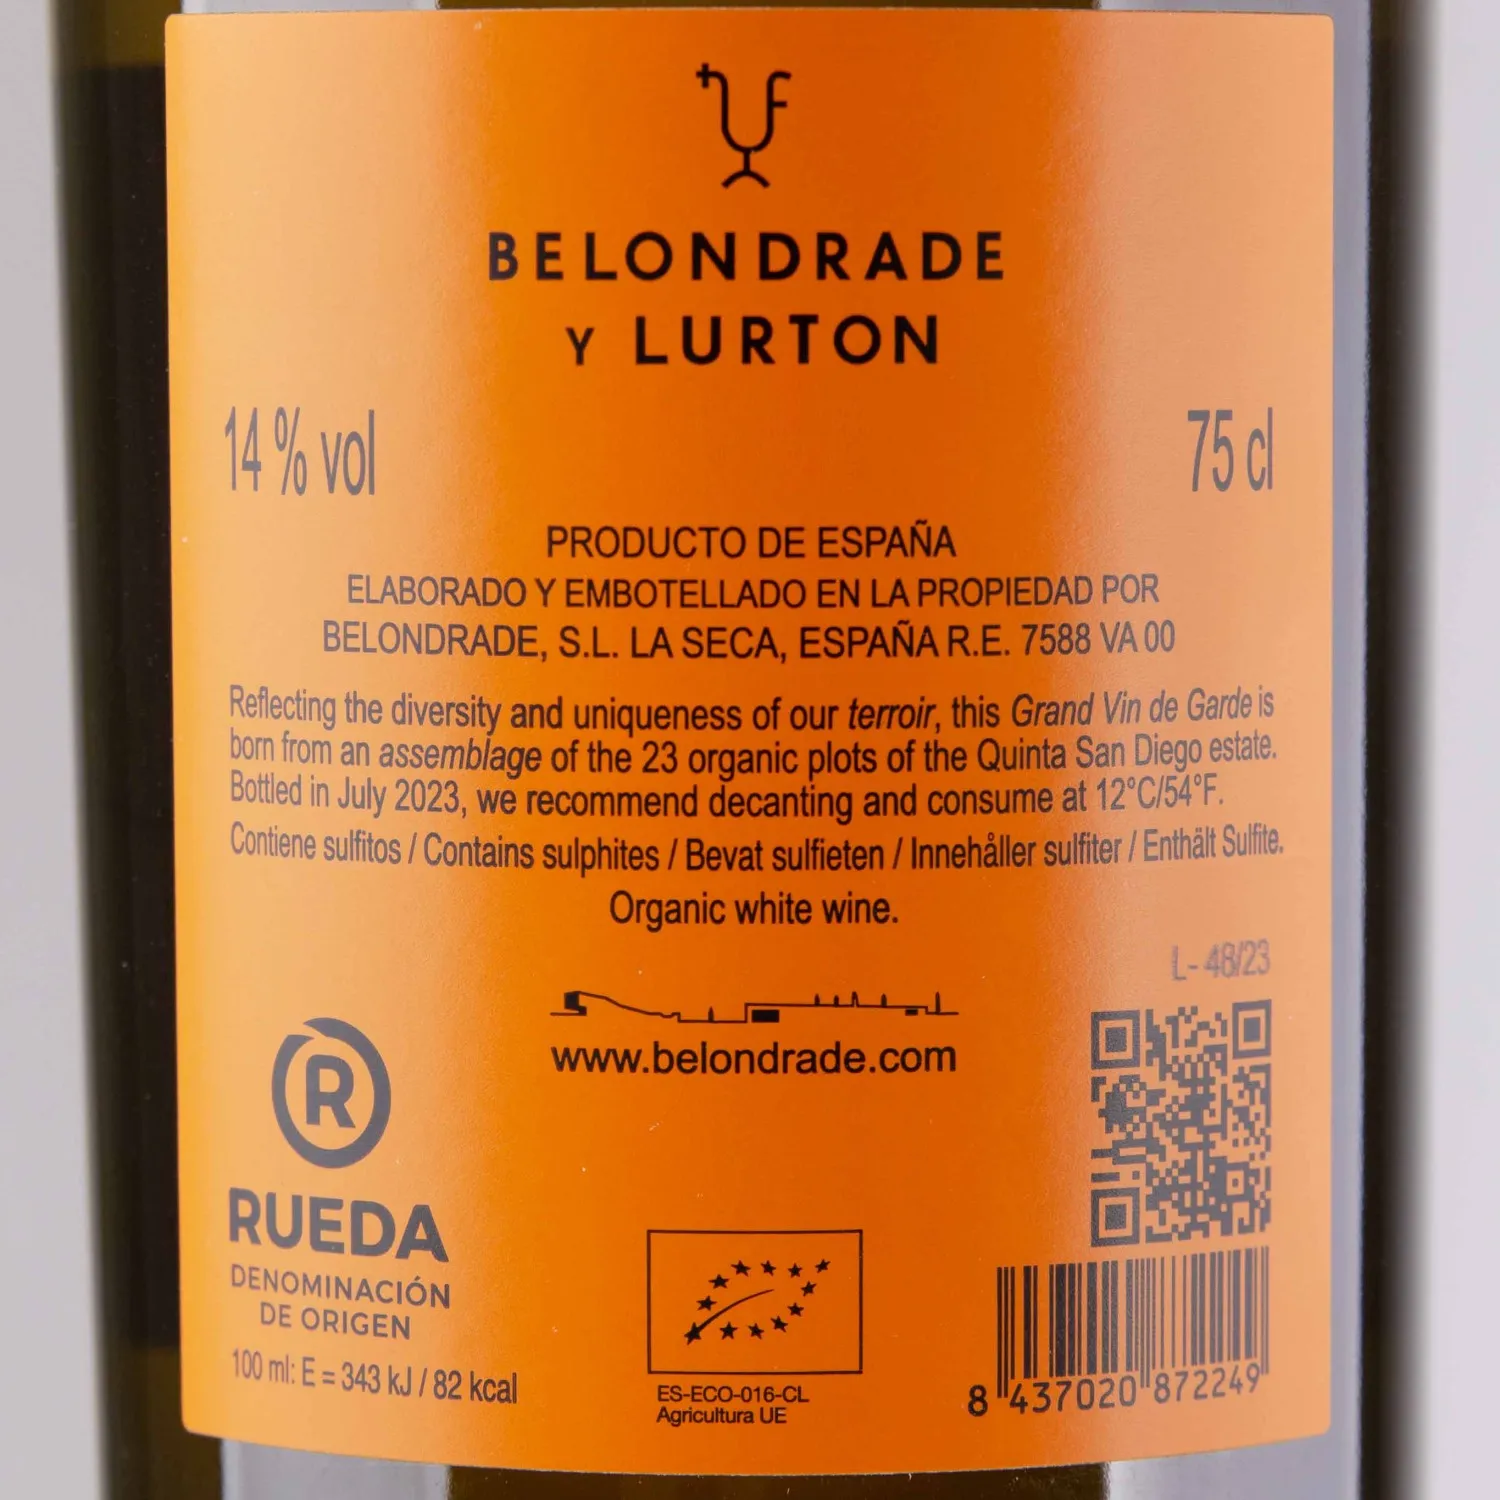 BELONDRADE
Y LURTON
14 % vol
75 cl
PRODUCTO DE ESPAÑA
ELABORADO Y EMBOTELLADO EN LA PROPIEDAD POR
BELONDRADE, S.L. LA SECA, ESPAÑA R.E. 7588 VA 00
Reflecting the diversity and uniqueness of our terroir, this Grand Vin de Garde is
born from an assemblage of the 23 organic plots of the Quinta San Diego estate.
Bottled in July 2023, we recommend decanting and consume at 12°C/54°F.
Contiene sulfitos / Contains sulphites / Bevat sulfieten / Innehåller sulfiter / Enthält Sulfite.
Organic white wine.
L- 48/23
www.belondrade.com
R
RUEDA
DENOMINACIÓN
DE ORIGEN
100 ml: E = 343 kJ / 82 kcal
ES-ECO-016-CL
Agricultura UE
8 437020 872249